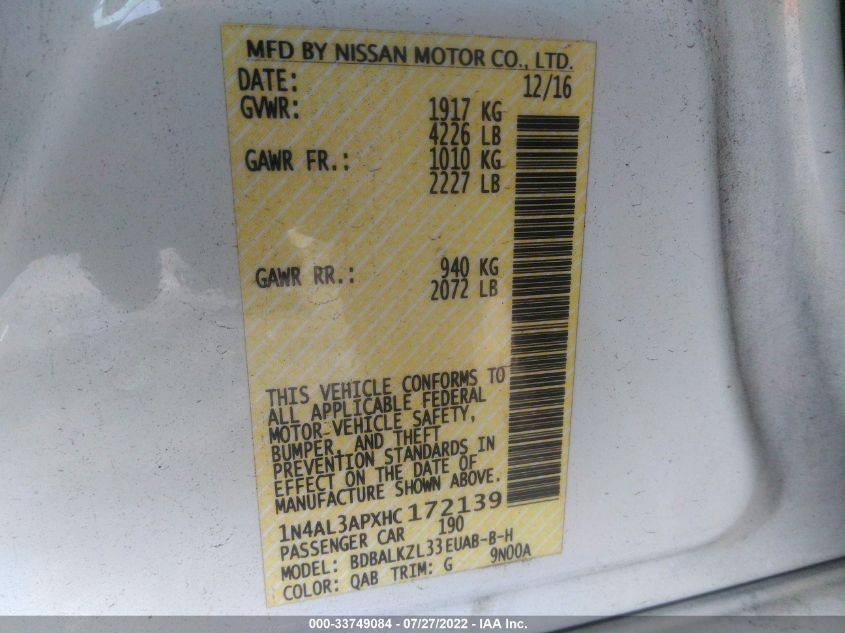 MFD BY NISSAN MOTOR CO., LTD.
DATE: 12/16
GVWR: 1917 KG
4226 LB
GAWR FR.: 1010 KG
2227 LB
GAWR RR.: 940 KG
2072 LB
THIS VEHICLE CONFORMS TO
ALL APPLICABLE FEDERAL
MOTOR-VEHICLE SAFETY,
BUMPER, AND THEFT
PREVENTION STANDARDS IN
EFFECT ON THE DATE OF
MANUFACTURE SHOWN ABOVE.
1N4AL3APXHC172139
PASSENGER CAR 190
MODEL: BDBALKZL33EUAB-B-H
COLOR: QAB TRIM: G 9N00A
000-33749084 / 07/27/2022 - IAA Inc.